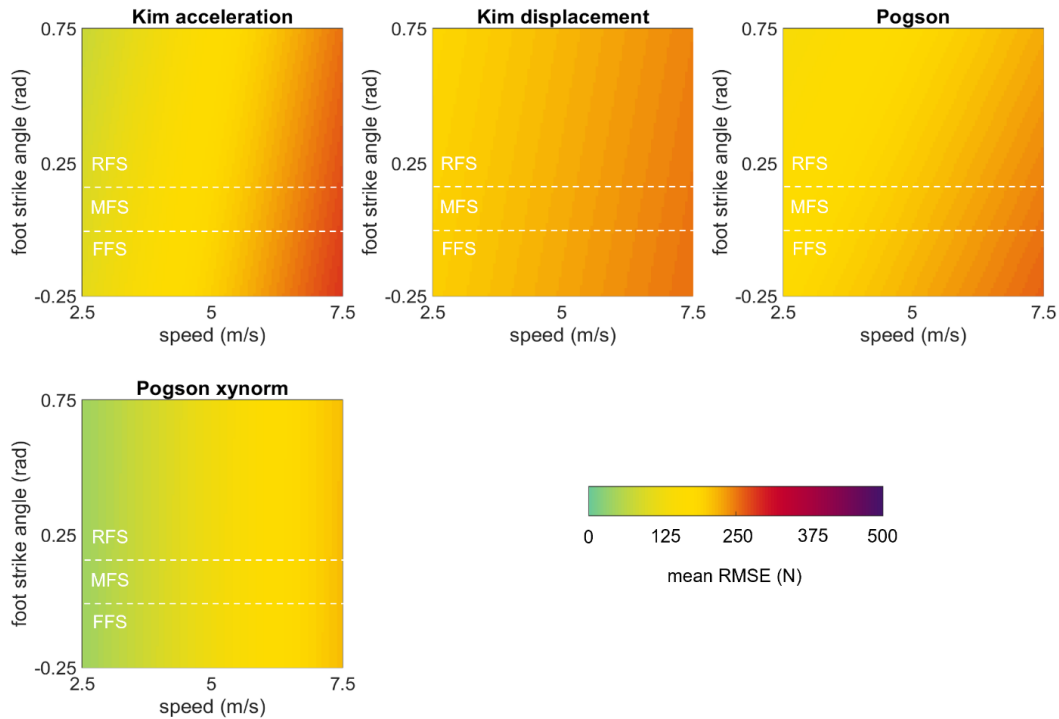 Kim acceleration
0.75
0.25
-0.25
foot strike angle (rad)
RFS
MFS
FFS
2.5 5 7.5
speed (m/s)
Kim displacement
0.75
0.25
-0.25
foot strike angle (rad)
RFS
MFS
FFS
2.5 5 7.5
speed (m/s)
Pogson
0.75
0.25
-0.25
foot strike angle (rad)
RFS
MFS
FFS
2.5 5 7.5
speed (m/s)
Pogson xynorm
0.75
0.25
-0.25
foot strike angle (rad)
RFS
MFS
FFS
2.5 5 7.5
speed (m/s)
0 125 250 375 500
mean RMSE (N)